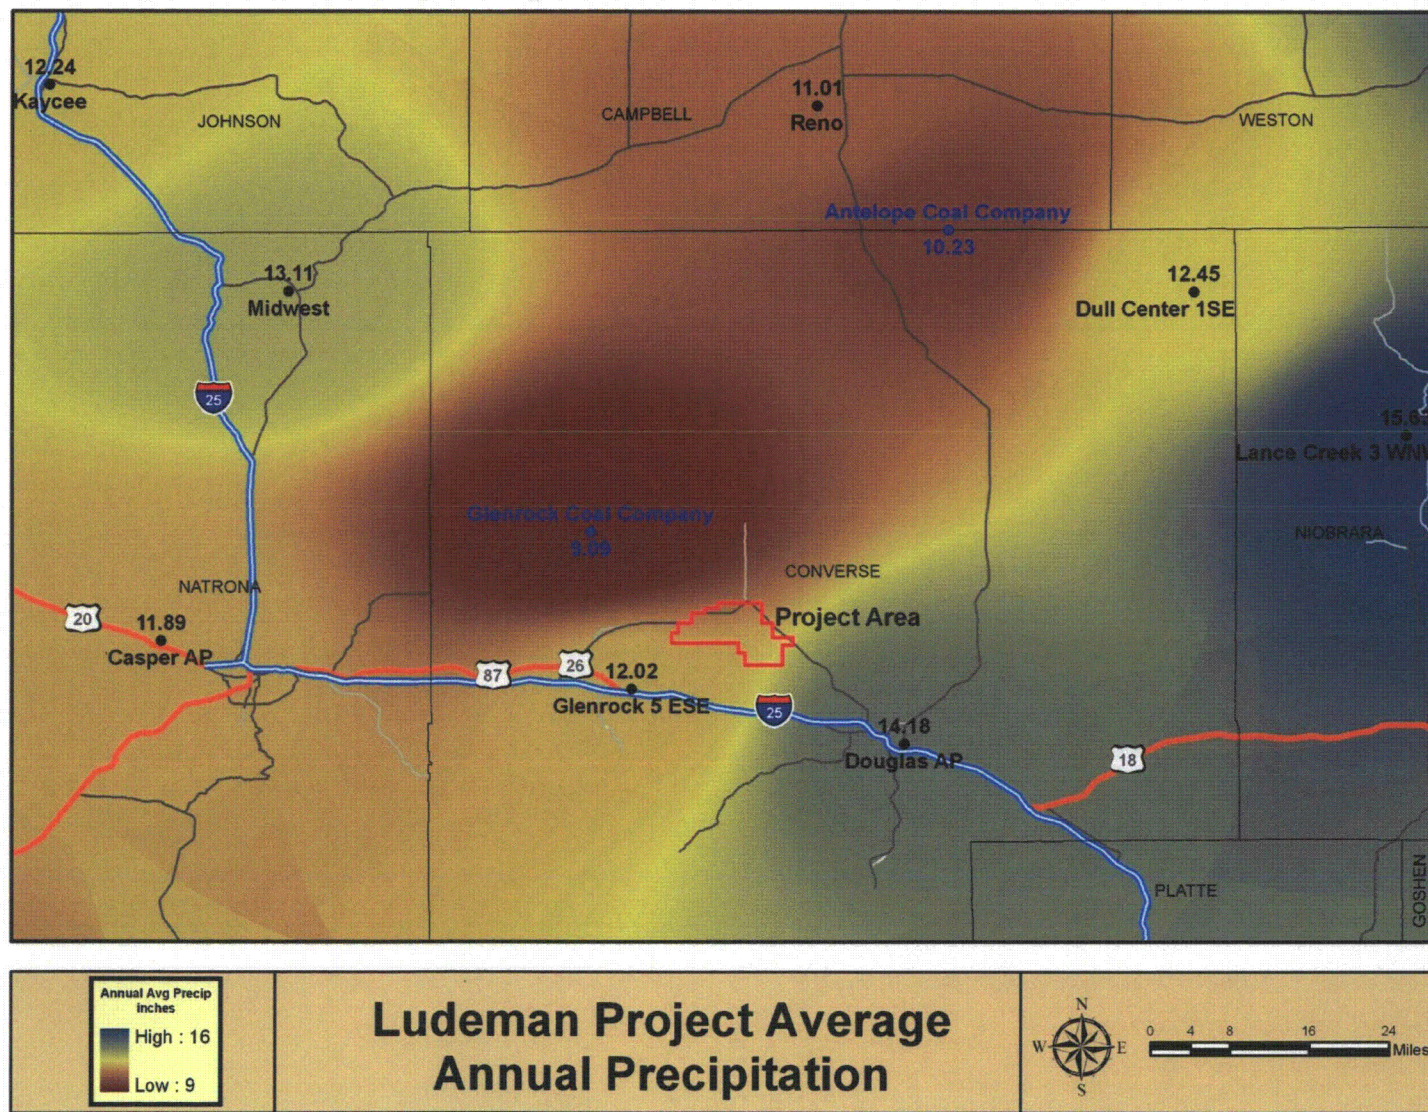 12.24
Kaycee
JOHNSON
CAMPBELL
11.01
Reno
WESTON
Antelope Coal Company
10.23
13.11
Midwest
12.45
Dull Center 1SE
25
Lance Creek 3 WNW
Glenrock Coal Company
NIOBRARA
CONVERSE
NATRONA
20
11.89
Casper AP
Project Area
87
26
12.02
Glenrock 5 ESE
25
14.18
Douglas AP
18
PLATTE
GOSHEN
Annual Avg Precip
inches
High : 16
Low : 9
Ludeman Project Average
Annual Precipitation
N
W E
S
0 4 8 16 24
Miles